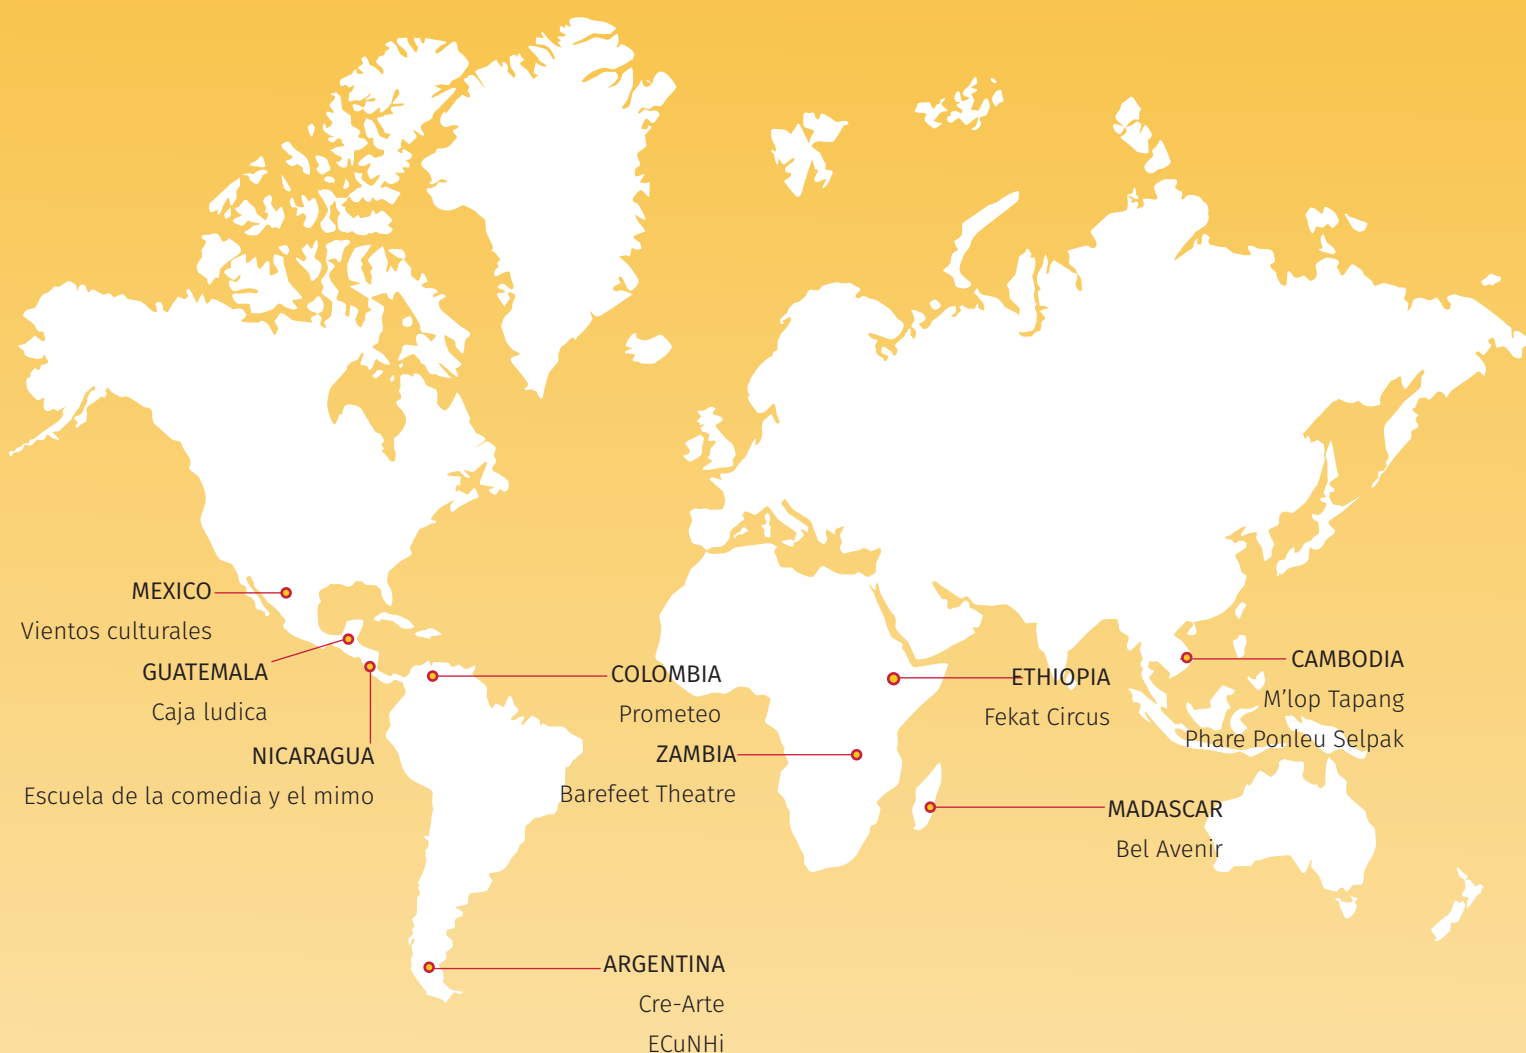 MEXICO
Vientos culturales
GUATEMALA
Caja ludica
NICARAGUA
Escuela de la comedia y el mimo
COLOMBIA
Prometeo
ZAMBIA
Barefeet Theatre
ARGENTINA
Cre-Arte
ECuNHi
ETHIOPIA
Fekat Circus
CAMBODIA
M’lop Tapang
Phare Ponleu Selpak
MADASCAR
Bel Avenir